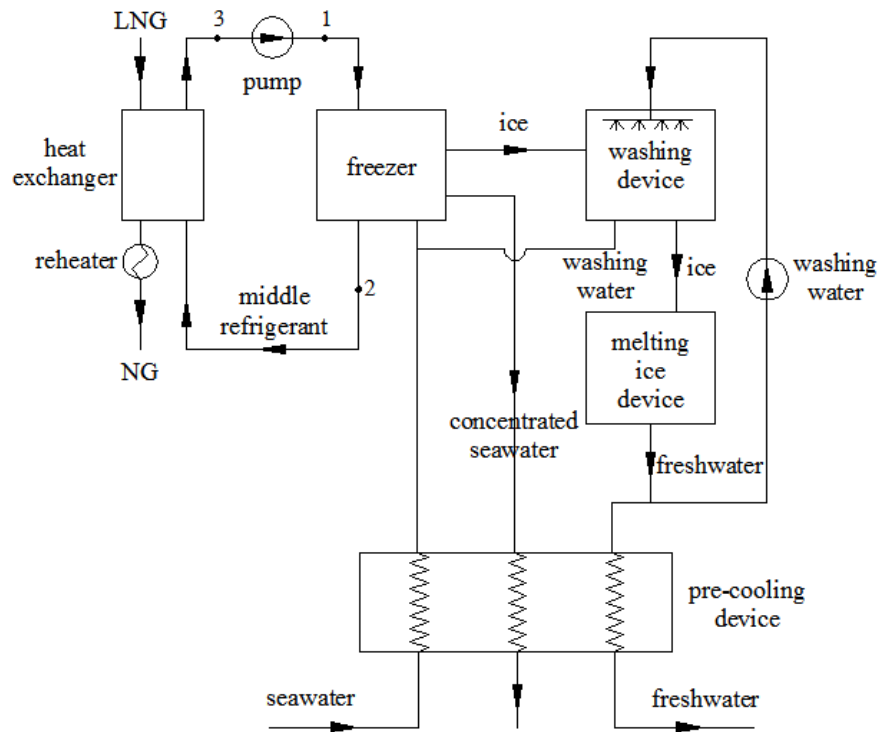 LNG
3
1
pump
heat
exchanger
freezer
ice
washing
device
reheater
2
middle
refrigerant
NG
washing
water
ice
washing
water
melting
ice
device
concentrated
seawater
freshwater
pre-cooling
device
seawater
freshwater